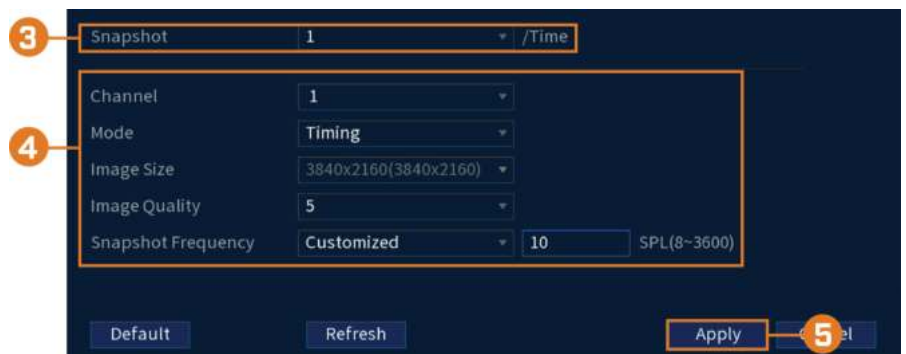 3 Snapshot 1 /Time
Channel 1
4 Mode Timing
Image Size 3840x2160(3840x2160)
Image Quality 5
Snapshot Frequency Customized 10 SPL(8~3600)
Default Refresh Apply 5 el